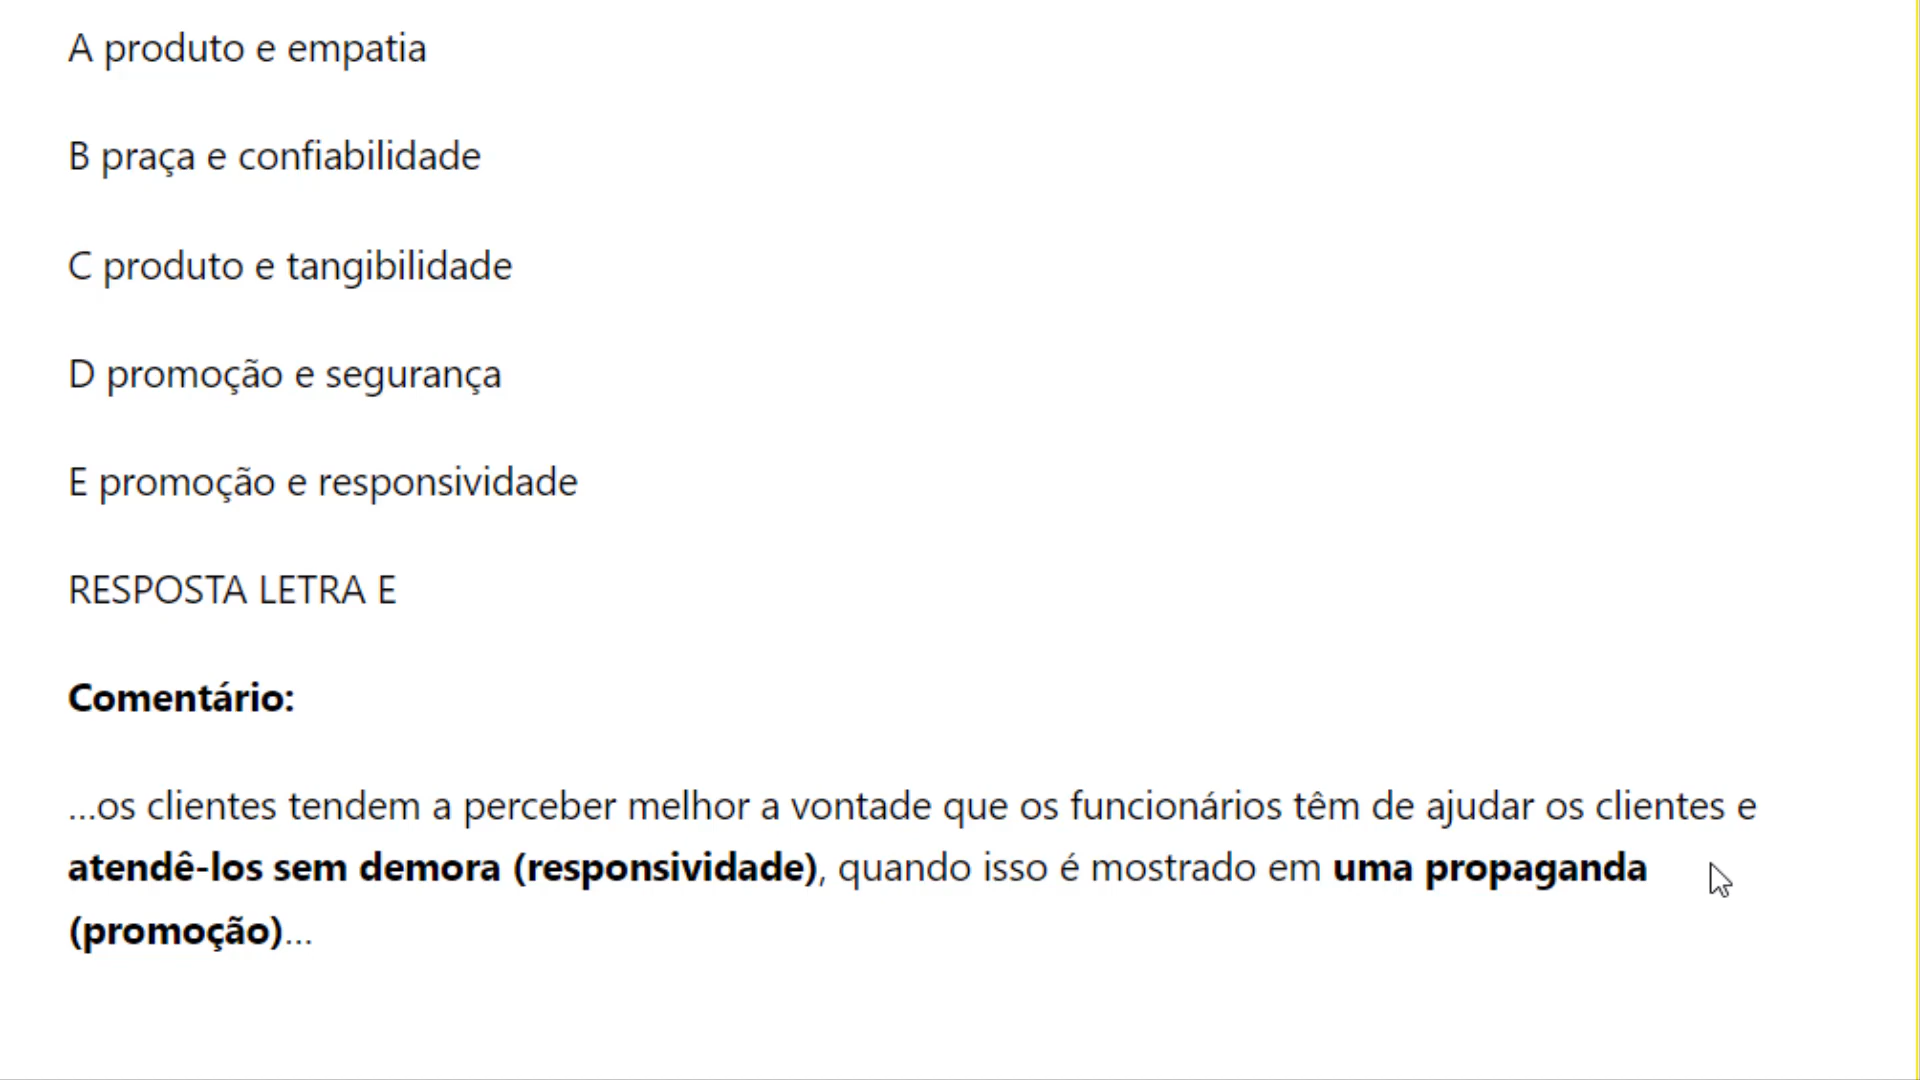 A produto e empatia
B praça e confiabilidade
C produto e tangibilidade
D promoção e segurança
E promoção e responsividade
RESPOSTA LETRA E
Comentário:
...os clientes tendem a perceber melhor a vontade que os funcionários têm de ajudar os clientes e
atendê-los sem demora (responsividade), quando isso é mostrado em uma propaganda
(promoção)...